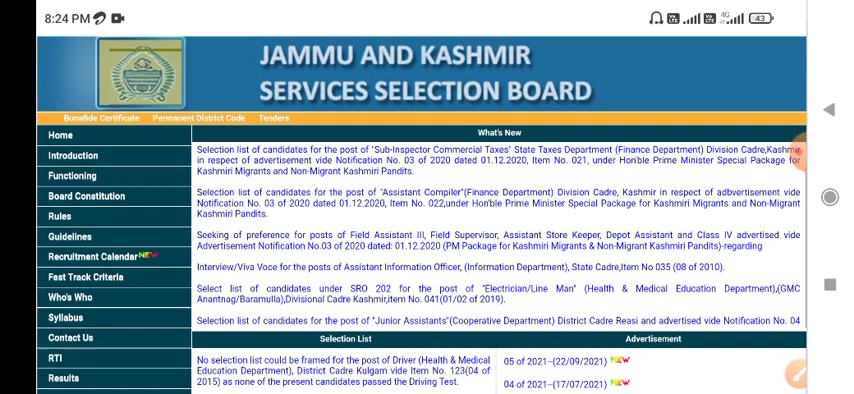 8:24 PM
4G
43
JAMMU AND KASHMIR
SERVICES SELECTION BOARD
Bonafide Certificate Permanent District Code Tenders
Home
Introduction
Functioning
Board Constitution
Rules
Guidelines
Recruitment Calendar NEW
Fast Track Criteria
Who's Who
Syllabus
Contact Us
RTI
Results
What's New
Selection list of candidates for the post of "Sub-Inspector Commercial Taxes" State Taxes Department (Finance Department) Division Cadre,Kashmir
in respect of advertisement vide Notification No. 03 of 2020 dated 01.12.2020, Item No. 021, under Hon'ble Prime Minister Special Package for
Kashmiri Migrants and Non-Migrant Kashmiri Pandits.
Selection list of candidates for the post of "Assistant Compiler"(Finance Department) Division Cadre, Kashmir in respect of adbvertisement vide
Notification No. 03 of 2020 dated 01.12.2020, Item No. 022,under Hon'ble Prime Minister Special Package for Kashmiri Migrants and Non-Migrant
Kashmiri Pandits.
Seeking of preference for posts of Field Assistant III, Field Supervisor, Assistant Store Keeper, Depot Assistant and Class IV advertised vide
Advertisement Notification No.03 of 2020 dated: 01.12.2020 (PM Package for Kashmiri Migrants & Non-Migrant Kashmiri Pandits)-regarding
Interview/Viva Voce for the posts of Assistant Information Officer, (Information Department), State Cadre,Item No 035 (08 of 2010).
Select list of candidates under SRO 202 for the post of "Electrician/Line Man" (Health & Medical Education Department),(GMC
Anantnag/Baramulla),Divisional Cadre Kashmir,item No. 041(01/02 of 2019).
Selection list of candidates for the post of "Junior Assistants"(Cooperative Department) District Cadre Reasi and advertised vide Notification No. 04
Selection List
No selection list could be framed for the post of Driver (Health & Medical
Education Department), District Cadre Kulgam vide Item No. 123(04 of
2015) as none of the present candidates passed the Driving Test.
Advertisement
05 of 2021--(22/09/2021) NEW
04 of 2021--(17/07/2021) NEW